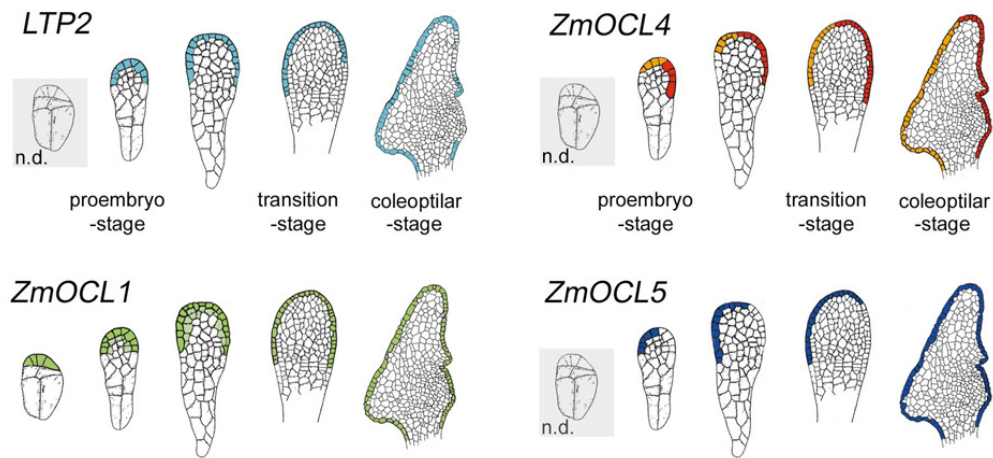 LTP2
n.d.
proembryo
-stage
transition
-stage
coleoptilar
-stage
ZmOCL4
n.d.
proembryo
-stage
transition
-stage
coleoptilar
-stage
ZmOCL1
ZmOCL5
n.d.